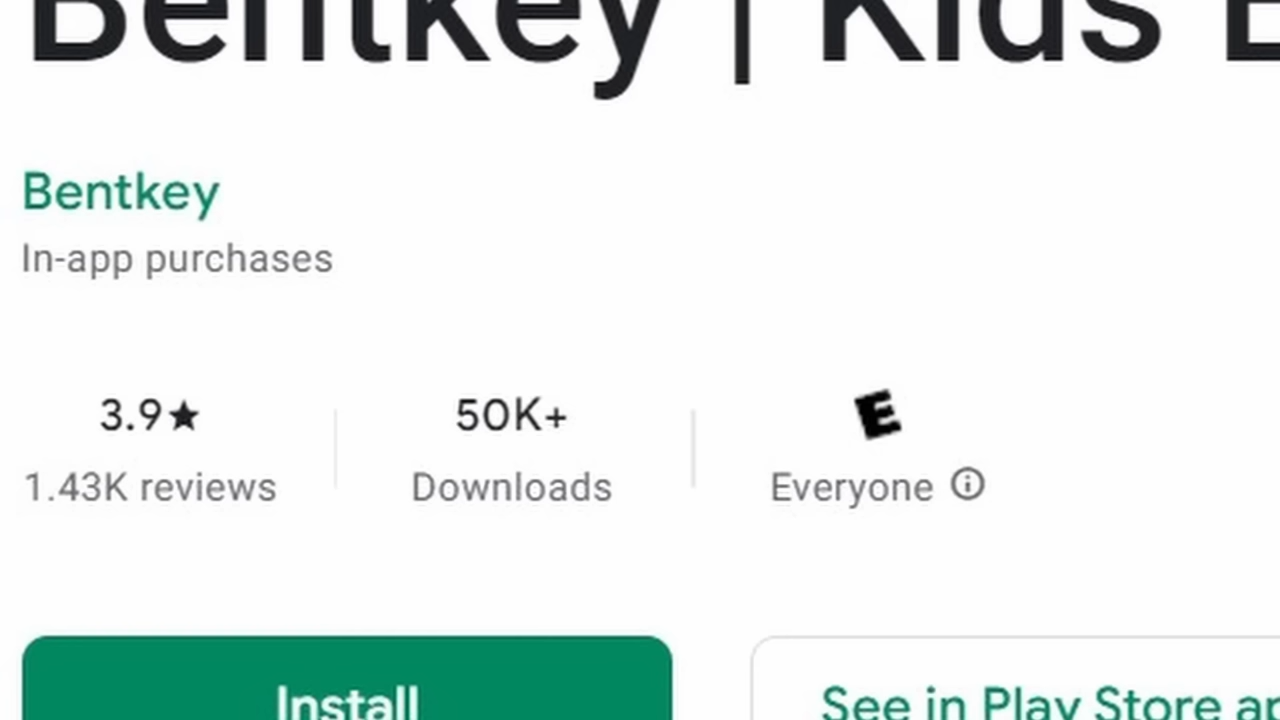 Bentkey | Kids E
Bentkey
In-app purchases
3.9★ 50K+ E
1.43K reviews Downloads Everyone
Install See in Play Store ap